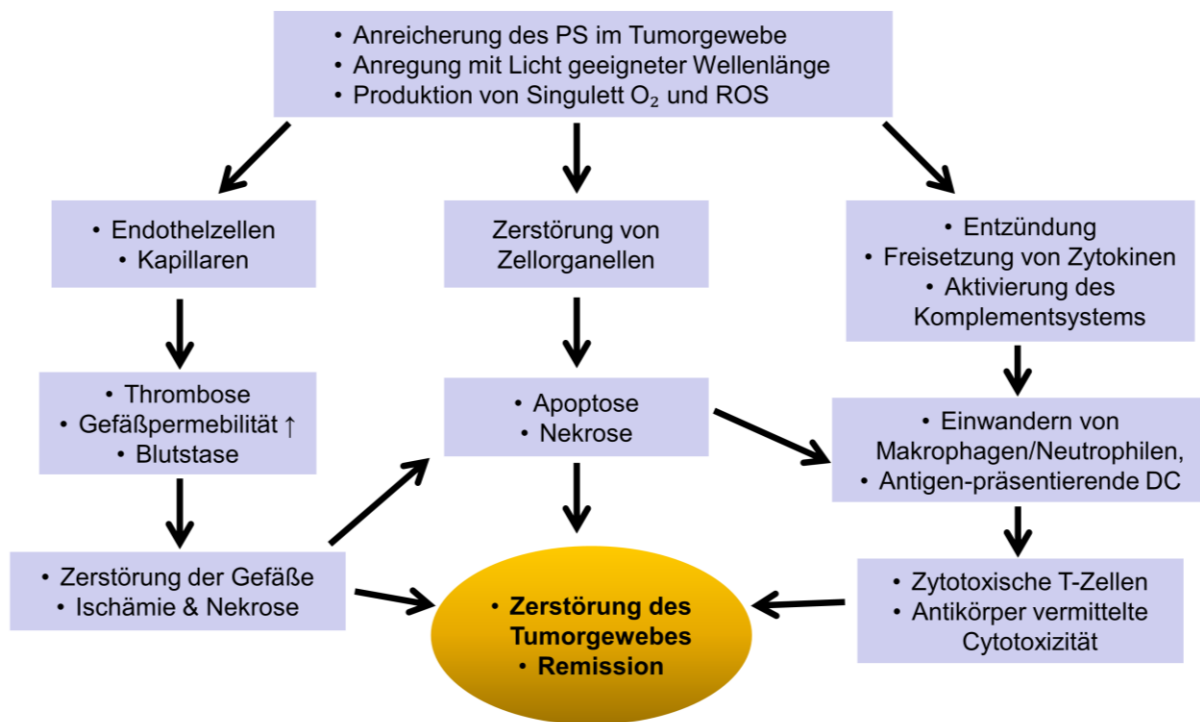 • Anreicherung des PS im Tumorgewebe
• Anregung mit Licht geeigneter Wellenlänge
• Produktion von Singulett O₂ und ROS
• Endothelzellen
• Kapillaren
Zerstörung von
Zellorganellen
• Entzündung
• Freisetzung von Zytokinen
• Aktivierung des
Komplementsystems
• Thrombose
• Gefäßpermebilität ↑
• Blutstase
• Apoptose
• Nekrose
• Einwandern von
Makrophagen/Neutrophilen,
• Antigen-präsentierende DC
• Zerstörung der Gefäße
• Ischämie & Nekrose
• Zerstörung des
Tumorgewebes
• Remission
• Zytotoxische T-Zellen
• Antikörper vermittelte
Cytotoxizität